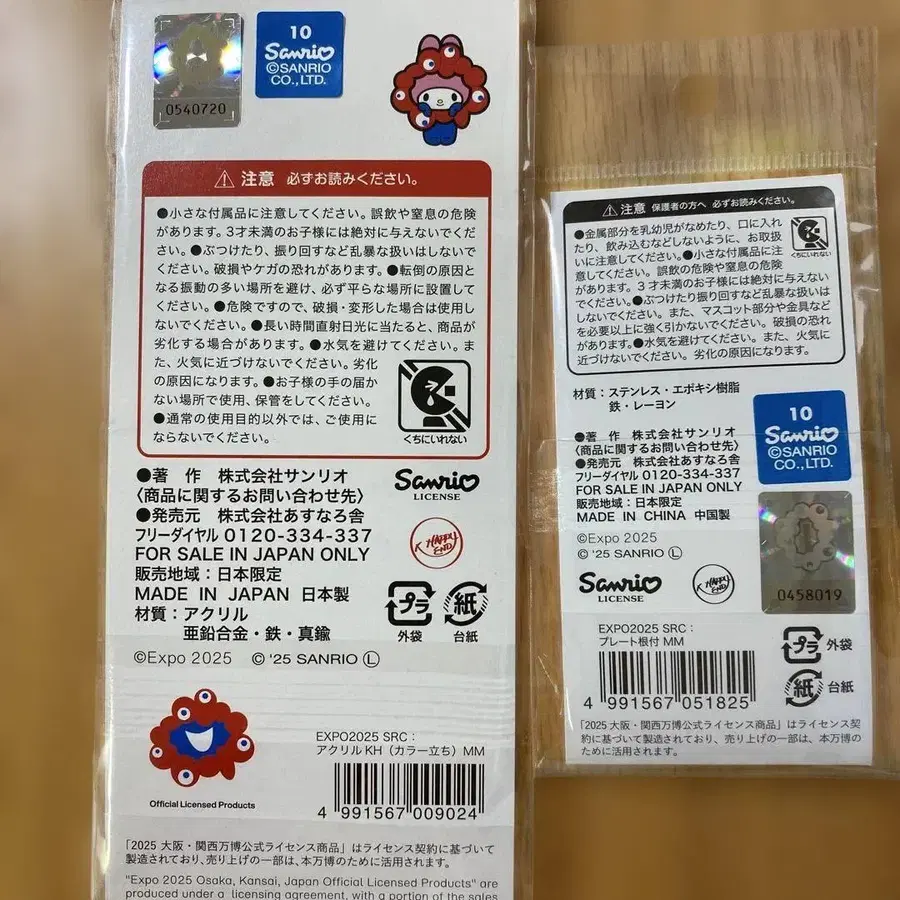 0540720
10
Sanrio
©SANRIO
CO., LTD.
⚠注意 必ずお読みください。
●小さな付属品に注意してください。誤飲や窒息の危険
があります。3才未満のお子様には絶対に与えないでく
ださい。●ぶつけたり、振り回すなど乱暴な扱いはしないで
ください。破損やケガの恐れがあります。●転倒の原因と
なる振動の多い場所を避け、必ず平らな場所に設置して
ください。●危険ですので、破損・変形した場合は使用し
ないでください。●長い時間直射日光に当たると、商品が
劣化する場合があります。●水気を避けてください。ま
た、火気に近づけないでください。劣化
の原因になります。●お子様の手の届か
ない場所で使用、保管をしてください。
●通常の使用目的以外では、ご使用に
ならないでください。
くちにいれない
●著 作 株式会社サンリオ
〈商品に関するお問い合わせ先〉
●発売元 株式会社あすなろ舎
フリーダイヤル 0120-334-337
FOR SALE IN JAPAN ONLY
販売地域：日本限定
MADE IN JAPAN 日本製
材質：アクリル
亜鉛合金・鉄・真鍮
©Expo 2025 © '25 SANRIO Ⓛ
Sanrio
LICENSE
HAPPY
END
プラ
外袋
紙
台紙
Official Licensed Products
EXPO2025 SRC：
アクリルKH（カラー立ち）MM
4 991567 009024
「2025 大阪・関西万博公式ライセンス商品」はライセンス契約に基づいて
製造されており、売り上げの一部は、本万博のために活用されます。
"Expo 2025 Osaka, Kansai, Japan Official Licensed Products" are
produced under a licensing agreement, with a portion of the sales
⚠注意 保護者の方へ 必ずお読みください。
●金属部分を乳幼児がなめたり、口に入れ
たり、飲み込むなどしないように、お取扱
いに注意してください。●小さな付属品に
注意してください。誤飲の危険や窒息の危険
があります。3才未満のお子様には絶対に与えない
でください。●ぶつけたり振り回すなど乱暴な扱いは
しないでください。また、マスコット部分や金具など
を必要以上に強く引かないでください。破損の恐れ
があります。●水気を避けてください。また、火気に
近づけないでください。劣化の原因になります。
くちにいれない
材質：ステンレス・エポキシ樹脂
鉄・レーヨン
●著 作 株式会社サンリオ
〈商品に関するお問い合わせ先〉
●発売元 株式会社あすなろ舎
フリーダイヤル 0120-334-337
FOR SALE IN JAPAN ONLY
販売地域：日本限定
MADE IN CHINA 中国製
©Expo 2025
© '25 SANRIO Ⓛ
10
Sanrio
©SANRIO
CO., LTD.
0458019
Sanrio
LICENSE
HAPPY
END
EXPO2025 SRC：
プレート根付 MM
4 991567 051825
プラ
外袋
紙
台紙
「2025 大阪・関西万博公式ライセンス商品」はライセンス契
約に基づいて製造されており、売り上げの一部は、本万博の
ために活用されます。